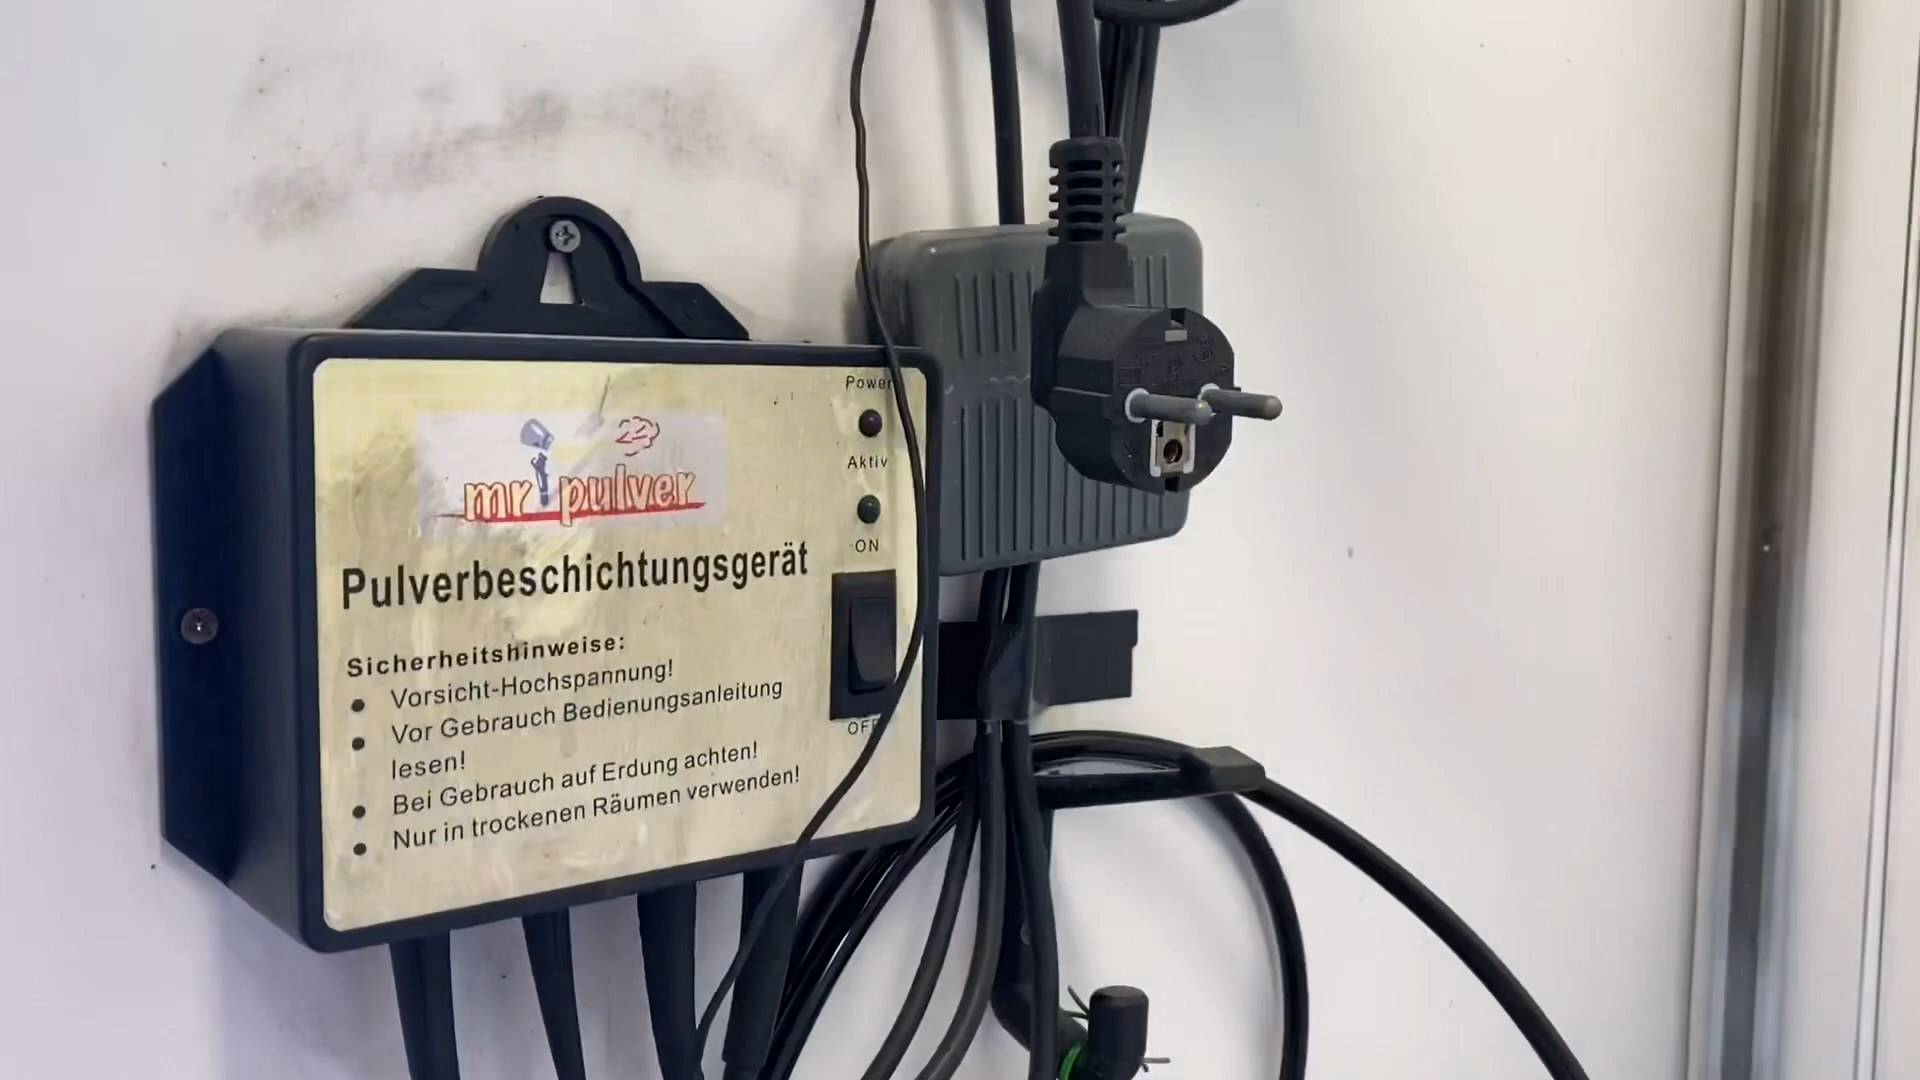 Power
Aktiv
ON
OFF
mr pulver
Pulverbeschichtungsgerät
Sicherheitshinweise:
Vorsicht-Hochspannung!
Vor Gebrauch Bedienungsanleitung
lesen!
Bei Gebrauch auf Erdung achten!
Nur in trockenen Räumen verwenden!